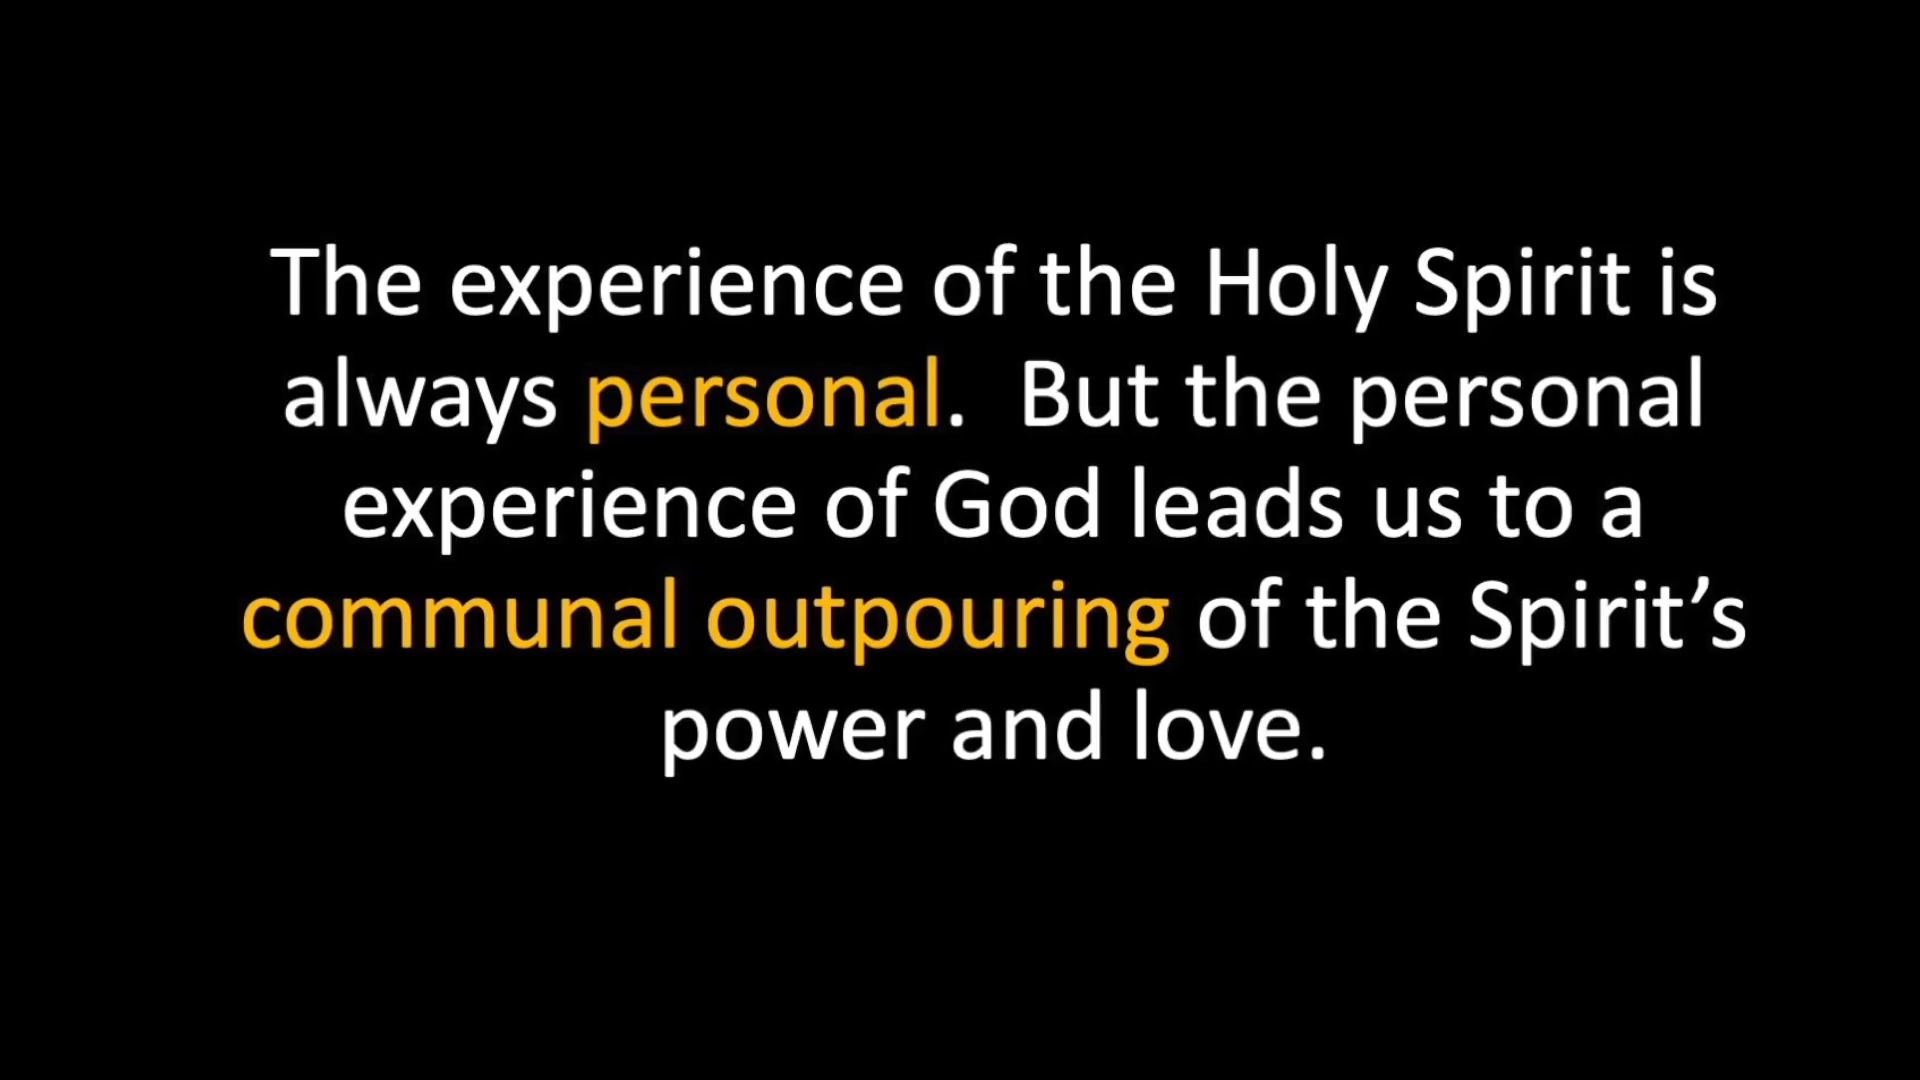 The experience of the Holy Spirit is
always personal.  But the personal
experience of God leads us to a
communal outpouring of the Spirit’s
power and love.